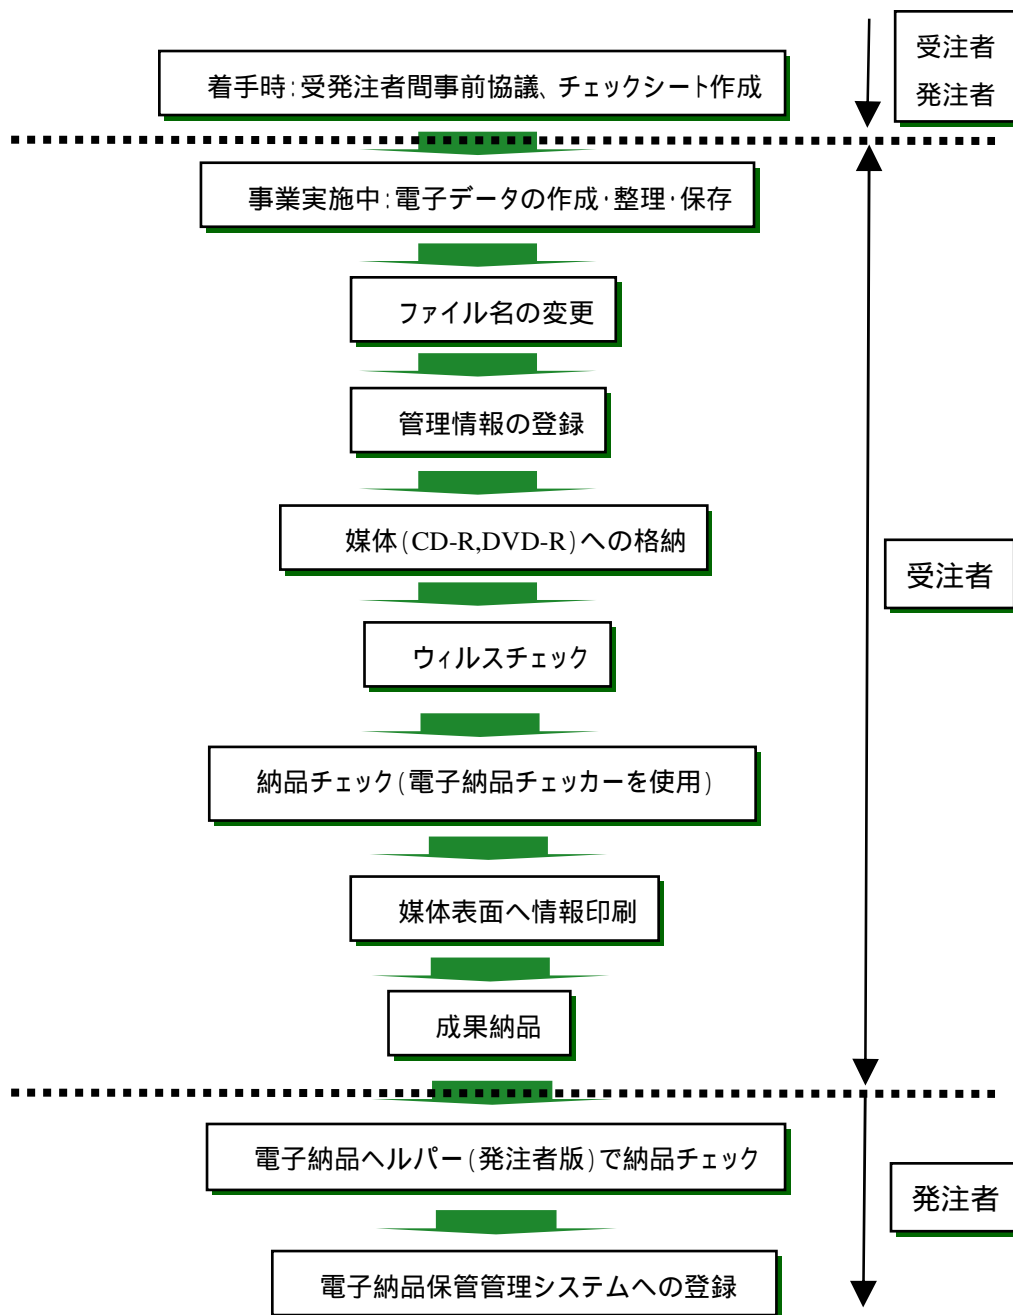 受注者
発注者
着手時:受発注者間事前協議、チェックシート作成
事業実施中:電子データの作成・整理・保存
ファイル名の変更
管理情報の登録
媒体(CD-R,DVD-R)への格納
受注者
ウィルスチェック
納品チェック(電子納品チェッカーを使用)
媒体表面へ情報印刷
成果納品
電子納品ヘルパー(発注者版)で納品チェック
発注者
電子納品保管管理システムへの登録